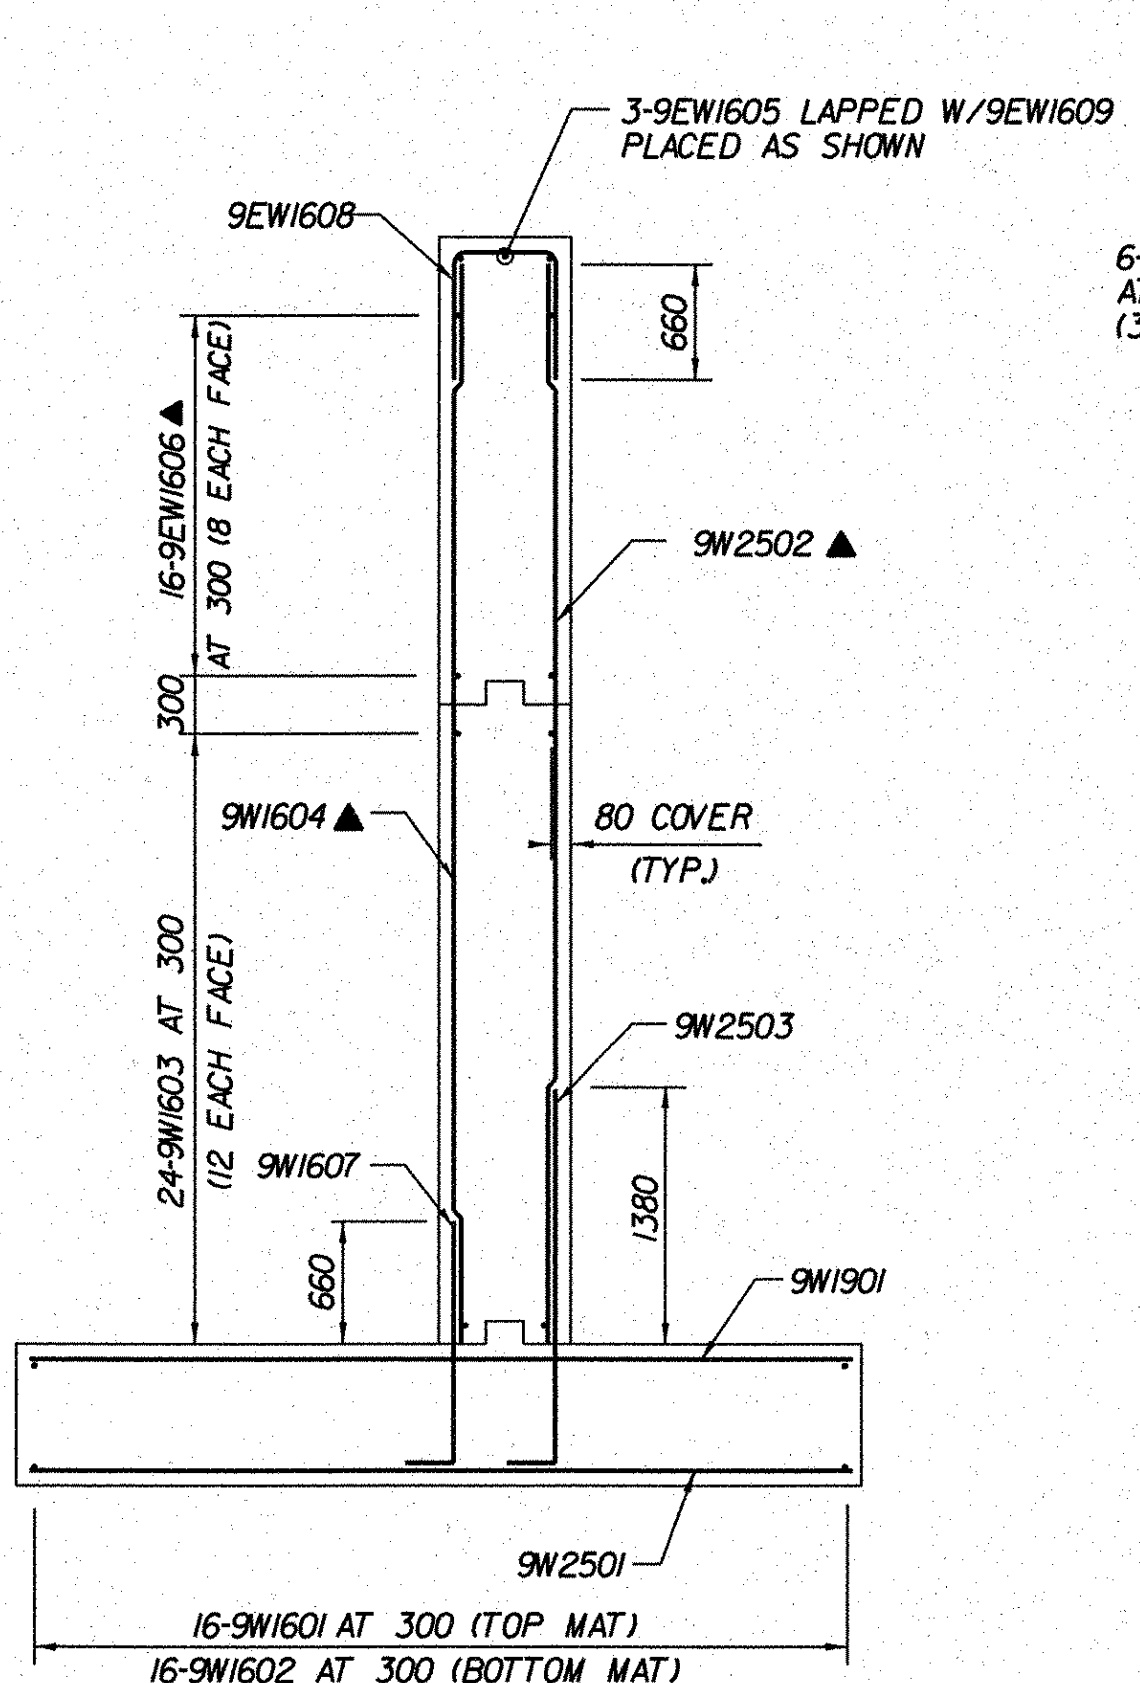 3-9EW1605 LAPPED W/9EW1609
PLACED AS SHOWN
9EW1608
6-
(3
660
16-9EW1606▲
AT 300 (8 EACH FACE)
9W2502 ▲
300
9W1604 ▲
80 COVER
(TYP.)
24-9W1603 AT 300
(12 EACH FACE)
9W2503
9W1607
1380
660
9W1901
9W2501
16-9W1601 AT 300 (TOP MAT)
16-9W1602 AT 300 (BOTTOM MAT)